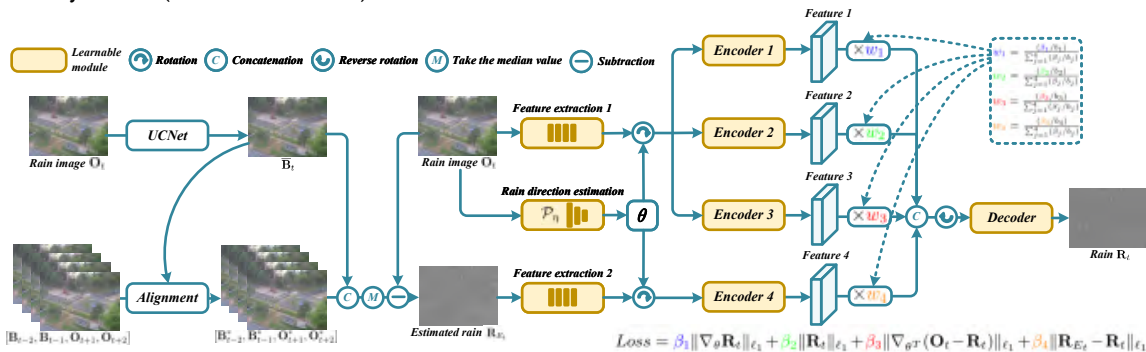 Learnable module
Rotation
C Concatenation
Reverse rotation
M Take the median value
Subtraction
Rain image O_t
UCNet
B̄_t
Alignment
[B_{t−2}, B_{t−1}, O_{t+1}, O_{t+2}]
[B*_{t−2}, B*_{t−1}, O*_{t+1}, O*_{t+2}]
C
M
Rain image O_t
Feature extraction 1
Rain direction estimation
P_η
θ
Feature extraction 2
Estimated rain R_{E_t}
Encoder 1
Encoder 2
Encoder 3
Encoder 4
Feature 1
Feature 2
Feature 3
Feature 4
×w_1
×w_2
×w_3
×w_4
C
Decoder
Rain R_t
Loss = β_1‖∇_θ R_t‖_{ℓ_1} + β_2‖R_t‖_{ℓ_1} + β_3‖∇_{θ^T}(O_t − R_t)‖_{ℓ_1} + β_4‖R_{E_t} − R_t‖_{ℓ_1}